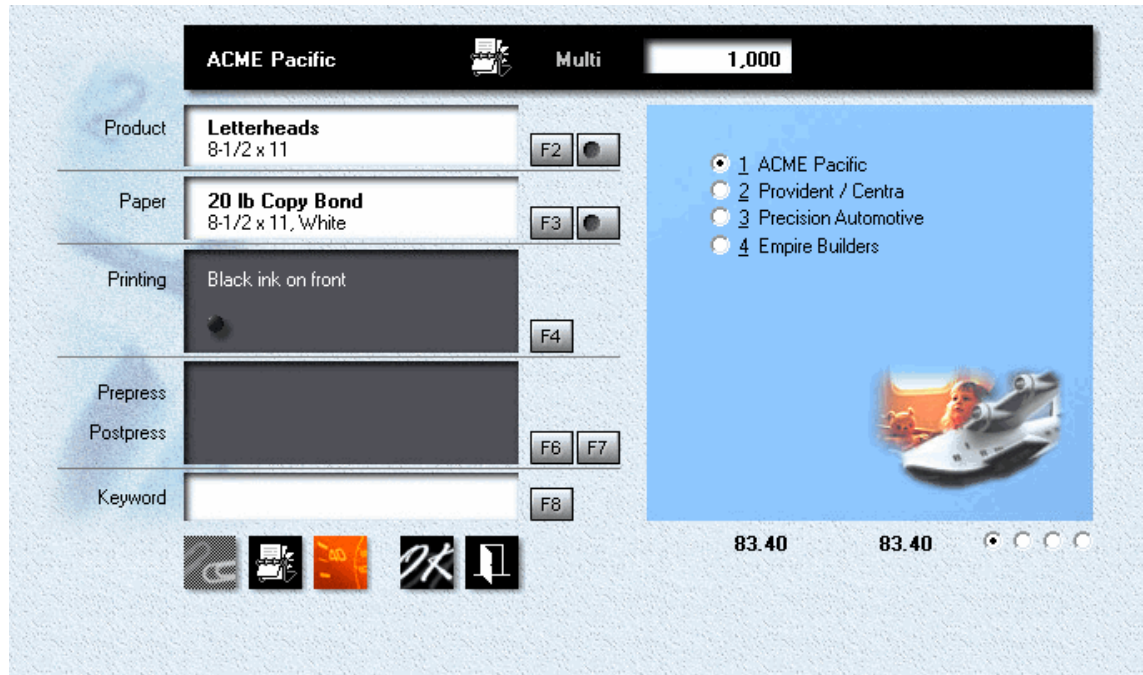 ACME Pacific Multi 1,000
Product
Letterheads
8-1/2 x 11
F2
Paper
20 lb Copy Bond
8-1/2 x 11, White
F3
Printing
Black ink on front
F4
Prepress
Postpress
F6 F7
Keyword
F8
1 ACME Pacific
2 Provident / Centra
3 Precision Automotive
4 Empire Builders
83.40 83.40
OK